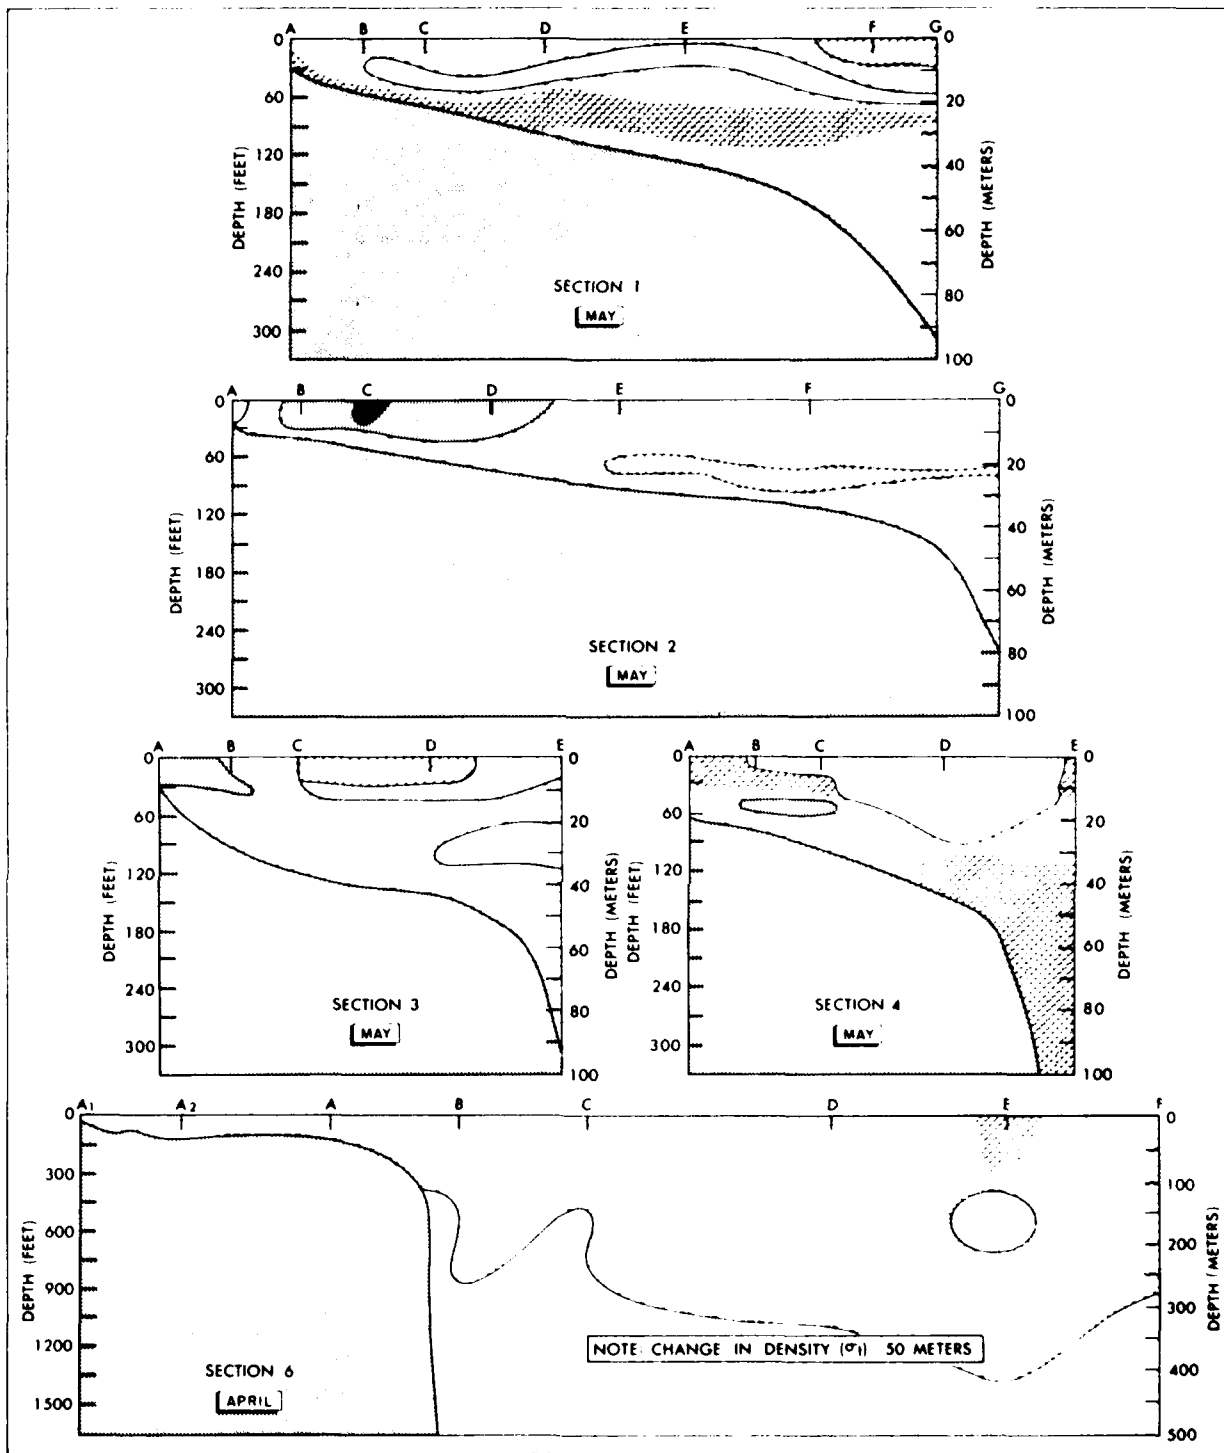 A B C D E F G
0 0
60 20
120 40
180 60
240 80
300 100
DEPTH (FEET)
DEPTH (METERS)
SECTION 1
MAY
A B C D E F G
0 0
60 20
120 40
180 60
240 80
300 100
DEPTH (FEET)
DEPTH (METERS)
SECTION 2
MAY
A B C D E
0 0
60 20
120 40
180 60
240 80
300 100
DEPTH (FEET)
DEPTH (METERS)
SECTION 3
MAY
A B C D E
0 0
60 20
120 40
180 60
240 80
300 100
DEPTH (FEET)
DEPTH (METERS)
SECTION 4
MAY
A1 A2 A B C D E F
0 0
300 100
600 200
900 300
1200 400
1500 500
DEPTH (FEET)
DEPTH (METERS)
NOTE: CHANGE IN DENSITY (σt) 50 METERS
SECTION 6
APRIL